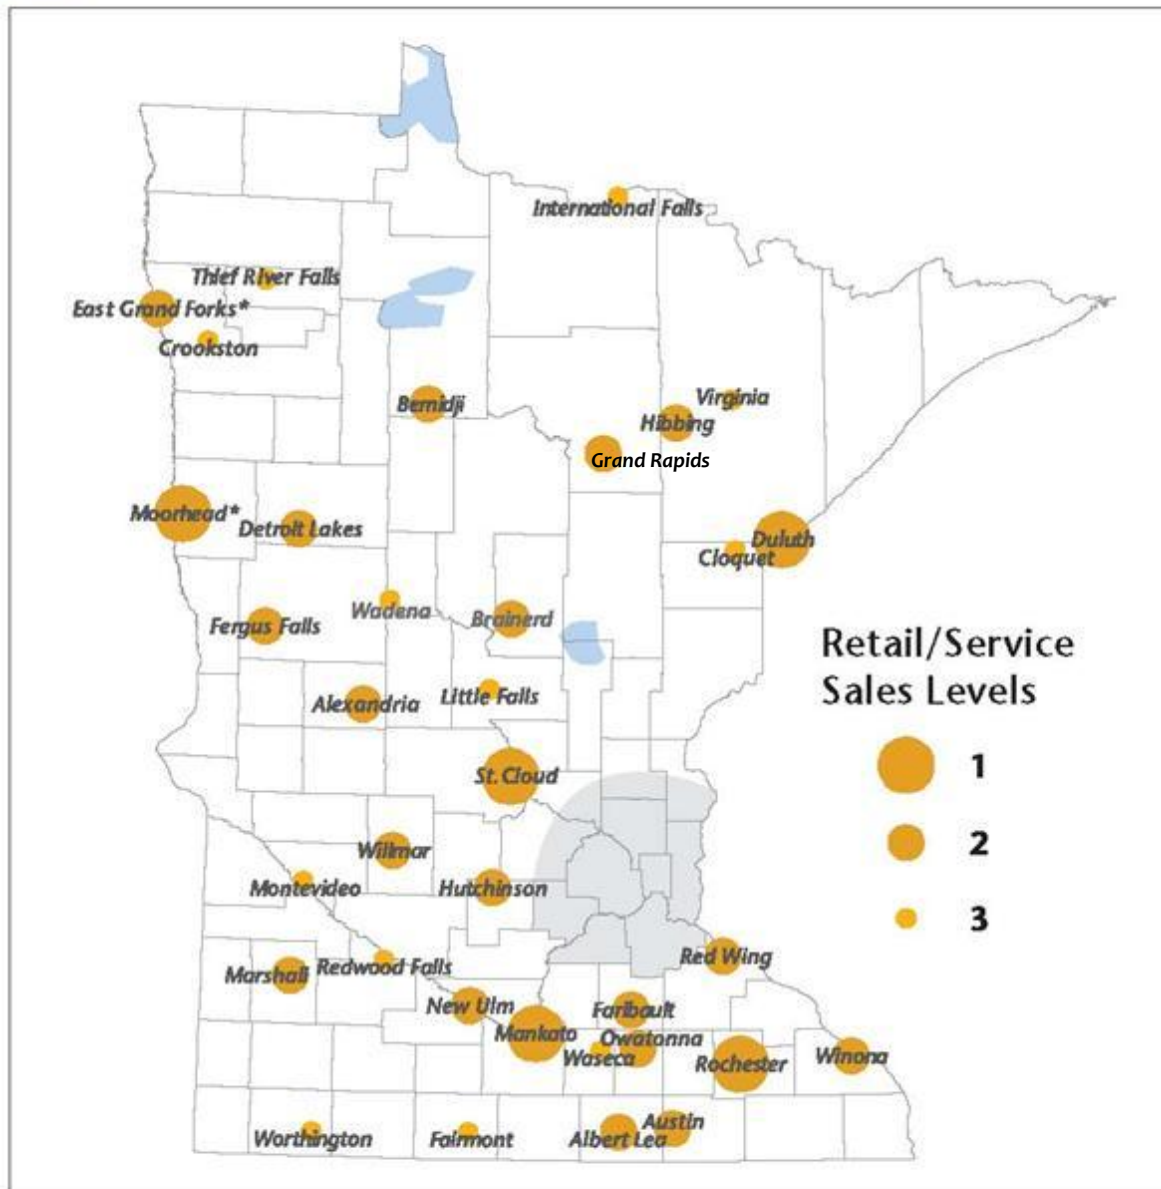 International Falls
Thief River Falls
East Grand Forks*
Crookston
Virginia
Bemidji
Hibbing
Grand Rapids
Moorhead*
Detroit Lakes
Duluth
Cloquet
Wadena
Brainerd
Fergus Falls
Retail/Service
Sales Levels
Little Falls
Alexandria
1
St. Cloud
2
Willmar
Montevideo
Hutchinson
3
Red Wing
Redwood Falls
Marshall
New Ulm
Faribault
Mankato
Owatonna
Waseca
Winona
Rochester
Austin
Worthington
Fairmont
Albert Lea